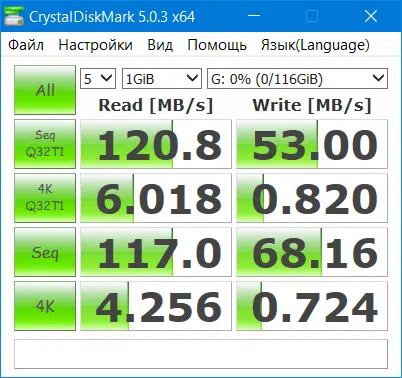 CrystalDiskMark 5.0.3 x64
Файл Настройки Вид Помощь Язык(Language)
All 5 1GiB G: 0% (0/116GiB)
Read [MB/s] Write [MB/s]
Seq Q32T1 120.8 53.00
4K Q32T1 6.018 0.820
Seq 117.0 68.16
4K 4.256 0.724